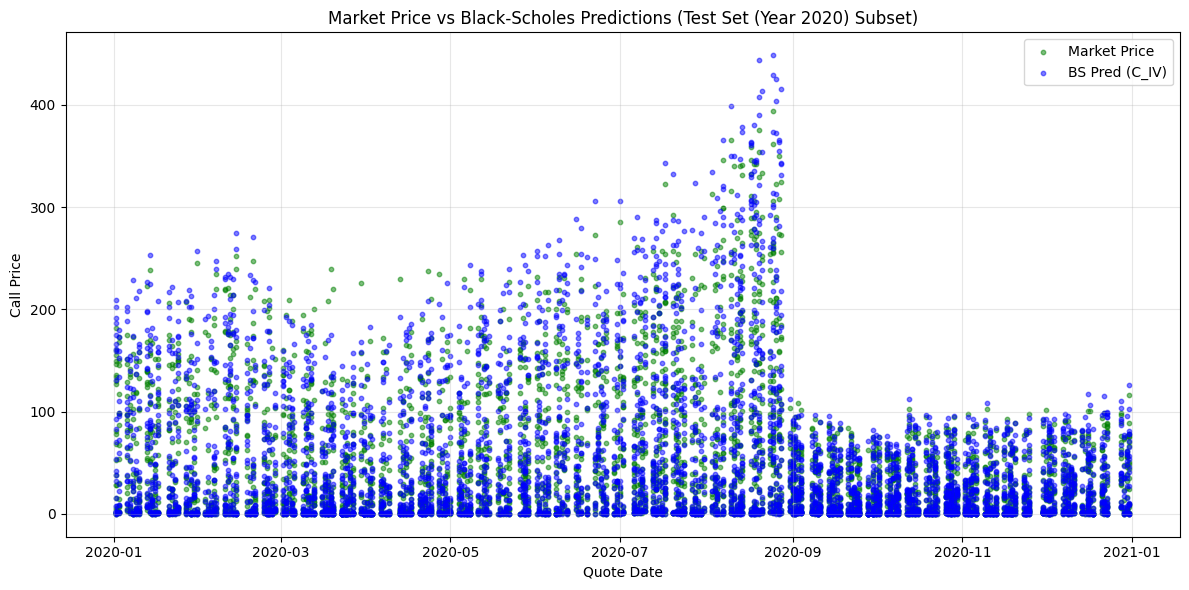 Market Price vs Black-Scholes Predictions (Test Set (Year 2020) Subset)
Market Price
BS Pred (C_IV)
Call Price
400
300
200
100
0
2020-01
2020-03
2020-05
2020-07
2020-09
2020-11
2021-01
Quote Date